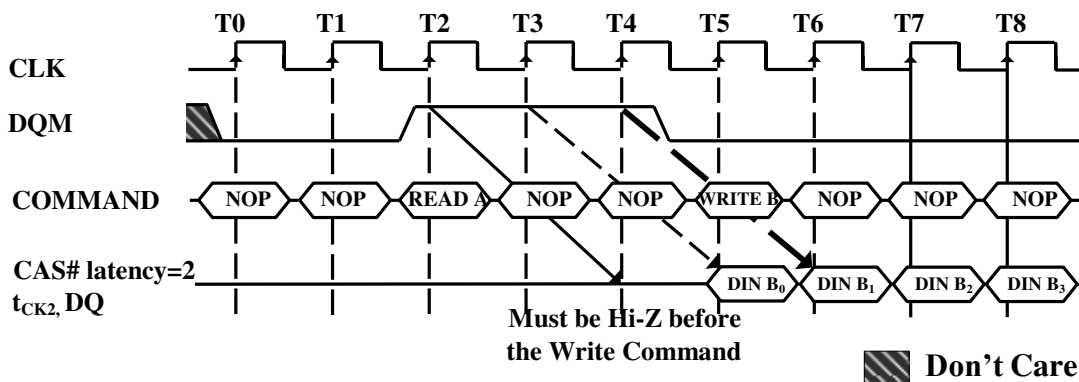 T0 T1 T2 T3 T4 T5 T6 T7 T8
CLK
DQM
COMMAND NOP NOP READ A NOP NOP WRITE B NOP NOP NOP
CAS# latency=2
tCK2, DQ DIN B0 DIN B1 DIN B2 DIN B3
Must be Hi-Z before
the Write Command
Don't Care